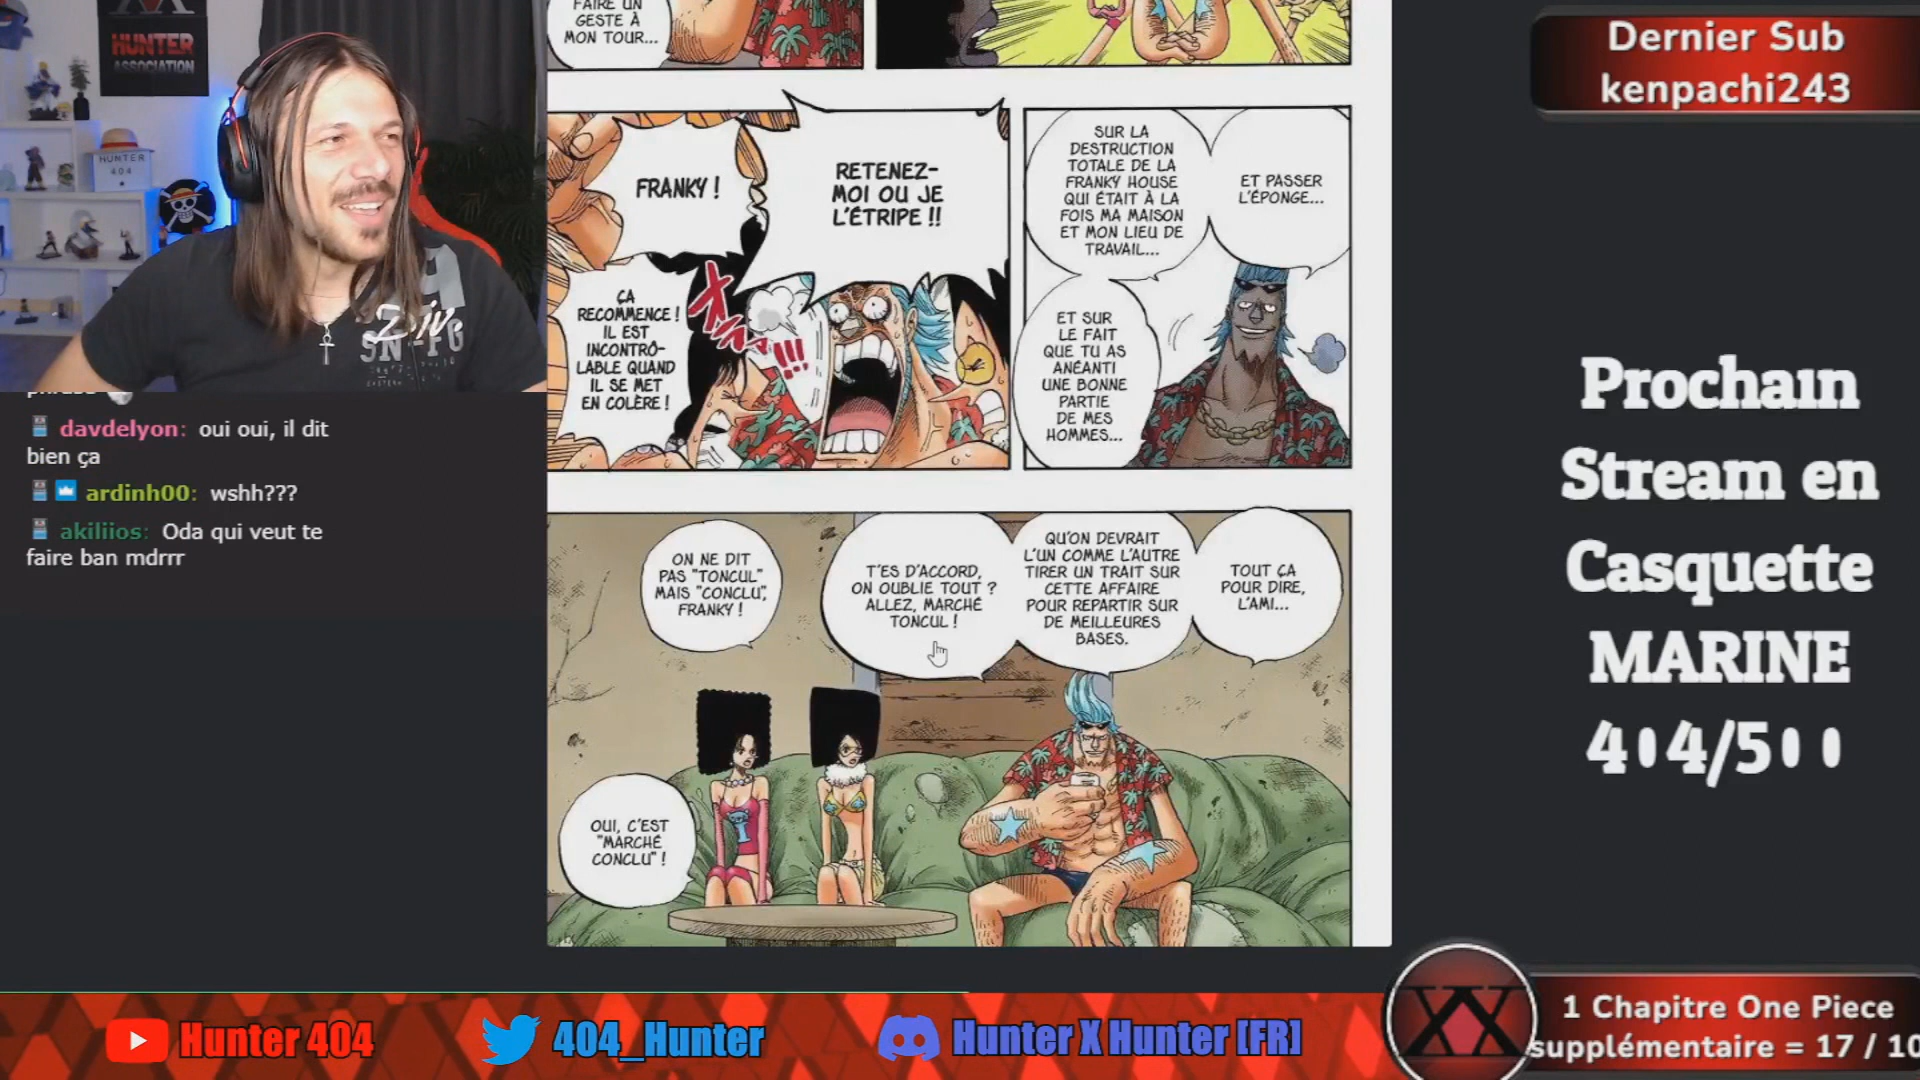 HUNTER
ASSOCIATION
HUNTER
404
davdelyon: oui oui, il dit
bien ça
ardinh00: wshh???
akiliios: Oda qui veut te
faire ban mdrrr
FAIRE UN
GESTE À
MON TOUR...
FRANKY !
RETENEZ-
MOI OU JE
L'ÉTRIPE !!
ÇA
RECOMMENCE !
IL EST
INCONTRÔ-
LABLE QUAND
IL SE MET
EN COLÈRE !
SUR LA
DESTRUCTION
TOTALE DE LA
FRANKY HOUSE
QUI ÉTAIT À LA
FOIS MA MAISON
ET MON LIEU DE
TRAVAIL...
ET PASSER
L'ÉPONGE...
ET SUR
LE FAIT
QUE TU AS
ANÉANTI
UNE BONNE
PARTIE
DE MES
HOMMES...
ON NE DIT
PAS "TONCUL"
MAIS "CONCLU",
FRANKY !
T'ES D'ACCORD,
ON OUBLIE TOUT ?
ALLEZ, MARCHÉ
TONCUL !
QU'ON DEVRAIT
L'UN COMME L'AUTRE
TIRER UN TRAIT SUR
CETTE AFFAIRE
POUR REPARTIR SUR
DE MEILLEURES
BASES.
TOUT ÇA
POUR DIRE,
L'AMI...
OUI, C'EST
"MARCHÉ
CONCLU" !
Dernier Sub
kenpachi243
Prochain
Stream en
Casquette
MARINE
404/500
Hunter 404
404_Hunter
Hunter X Hunter [FR]
1 Chapitre One Piece
supplémentaire = 17 / 10